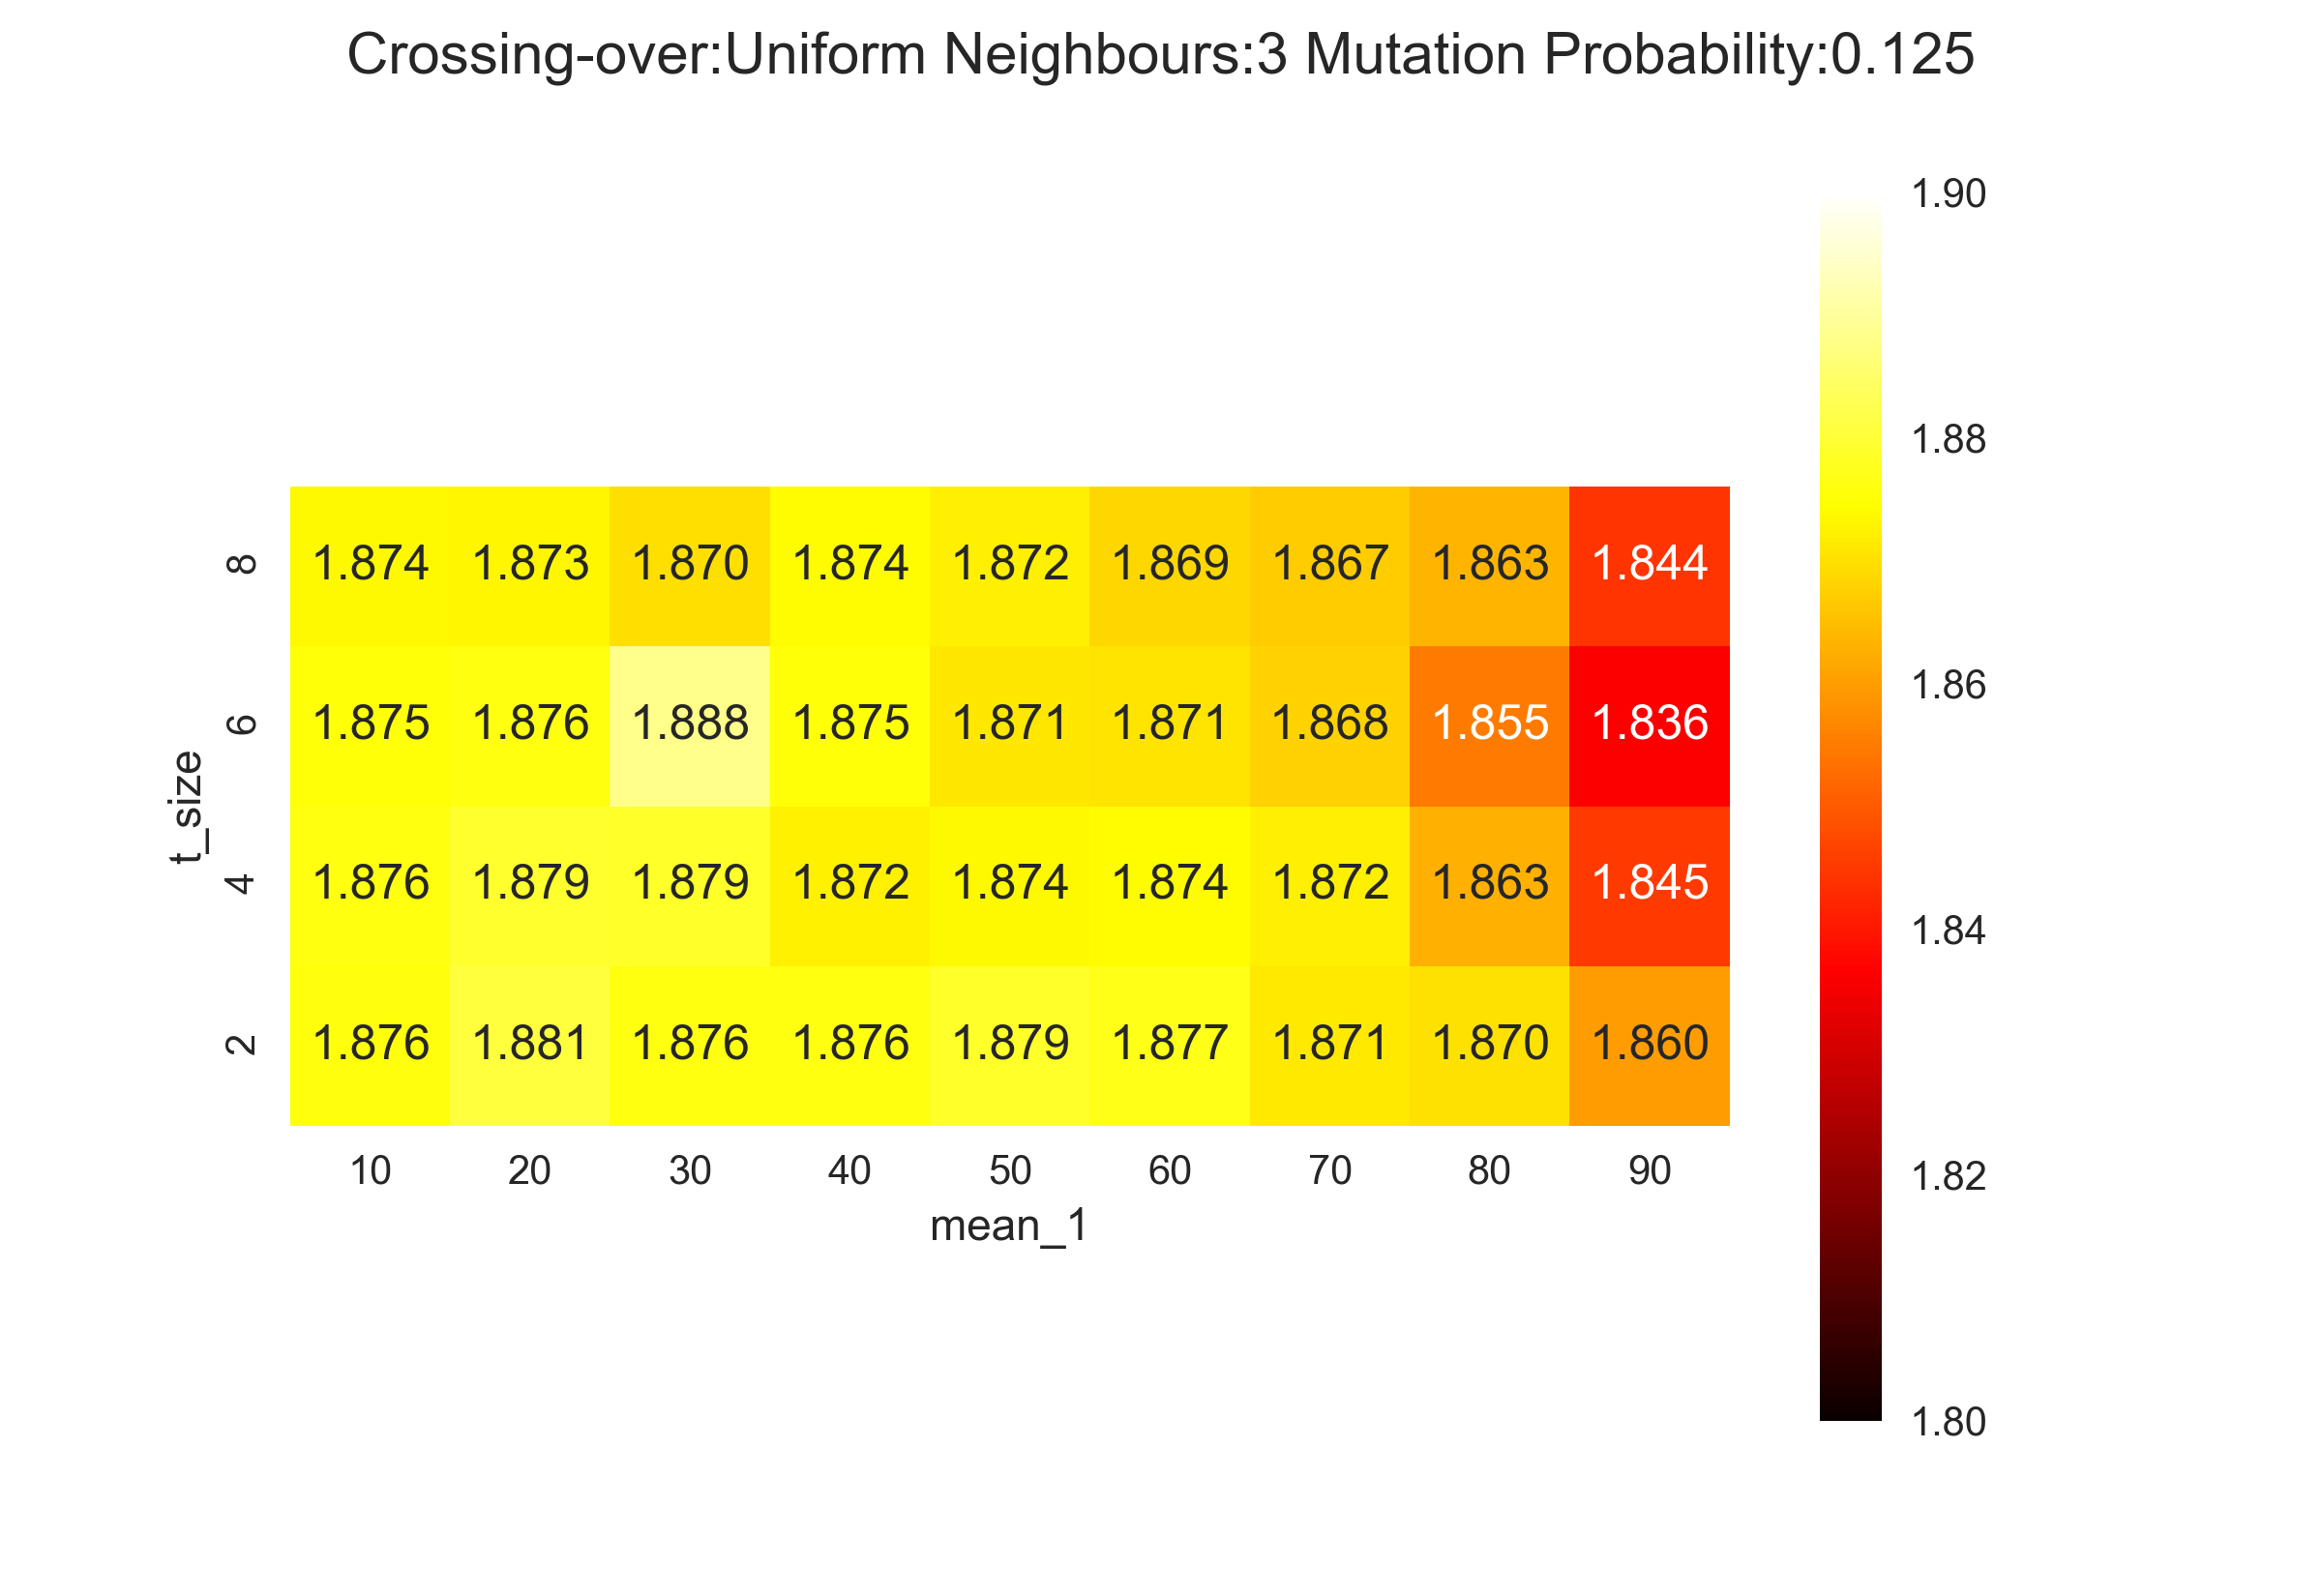 Crossing-over:Uniform Neighbours:3 Mutation Probability:0.125
t_size
8 1.874 1.873 1.870 1.874 1.872 1.869 1.867 1.863 1.844
6 1.875 1.876 1.888 1.875 1.871 1.871 1.868 1.855 1.836
4 1.876 1.879 1.879 1.872 1.874 1.874 1.872 1.863 1.845
2 1.876 1.881 1.876 1.876 1.879 1.877 1.871 1.870 1.860
10 20 30 40 50 60 70 80 90
mean_1
1.90
1.88
1.86
1.84
1.82
1.80